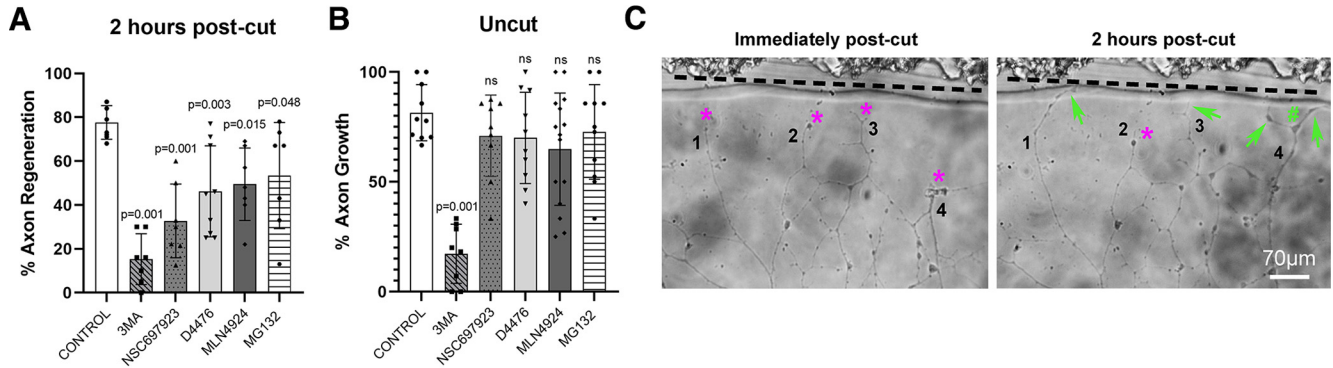 A
2 hours post-cut
% Axon Regeneration
100
80
60
40
20
0
p=0.001
p=0.001
p=0.003
p=0.015
p=0.048
CONTROL
3MA
NSC697923
D4476
MLN4924
MG132
B
Uncut
% Axon Growth
100
50
0
p=0.001
ns
ns
ns
ns
CONTROL
3MA
NSC697923
D4476
MLN4924
MG132
C
Immediately post-cut
* * * *
1 2 3 4
2 hours post-cut
# *
1 2 3 4
70µm